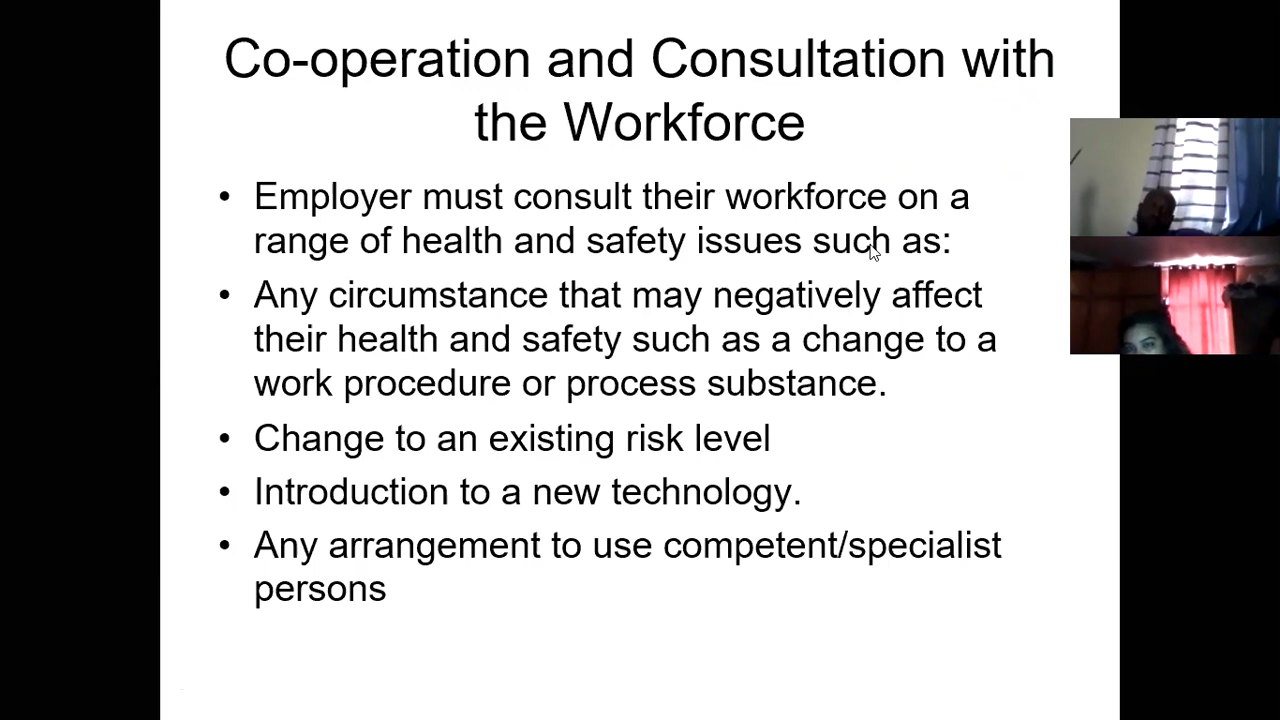 Co-operation and Consultation with
the Workforce
• Employer must consult their workforce on a
range of health and safety issues such as:
• Any circumstance that may negatively affect
their health and safety such as a change to a
work procedure or process substance.
• Change to an existing risk level
• Introduction to a new technology.
• Any arrangement to use competent/specialist
persons